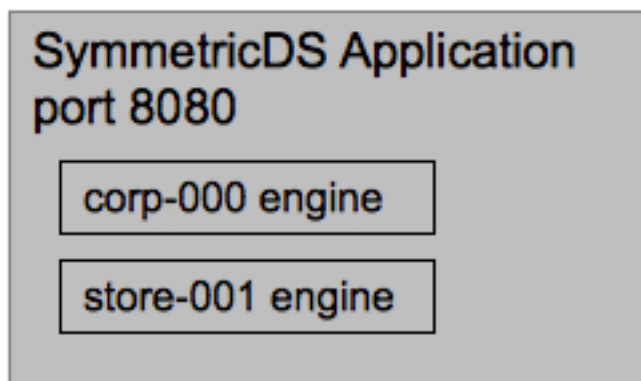 SymmetricDS Application
port 8080
corp-000 engine
store-001 engine